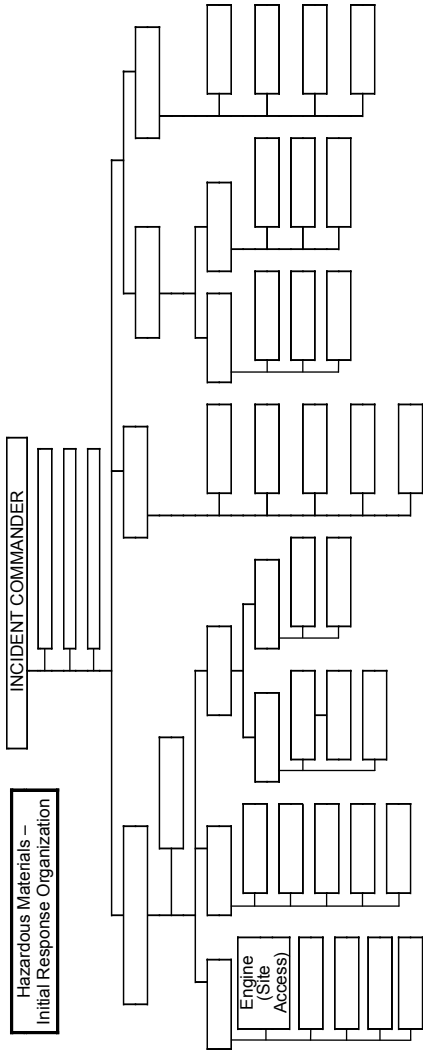 Hazardous Materials –
Initial Response Organization
INCIDENT COMMANDER
Engine
(Site
Access)